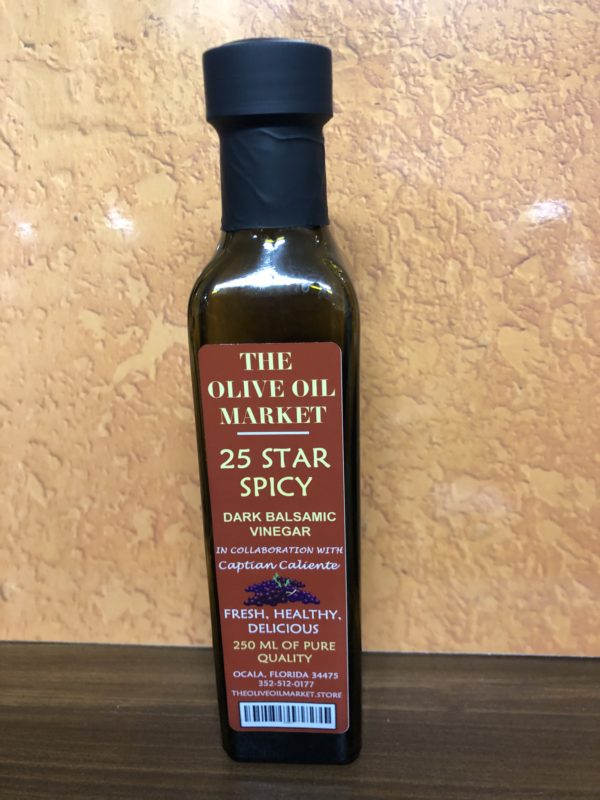 THE
OLIVE OIL
MARKET
25 STAR
SPICY
DARK BALSAMIC
VINEGAR
IN COLLABORATION WITH
Captian Caliente
FRESH, HEALTHY,
DELICIOUS
250 ML OF PURE
QUALITY
OCALA, FLORIDA 34475
352-512-0177
THEOLIVEOILMARKET.STORE